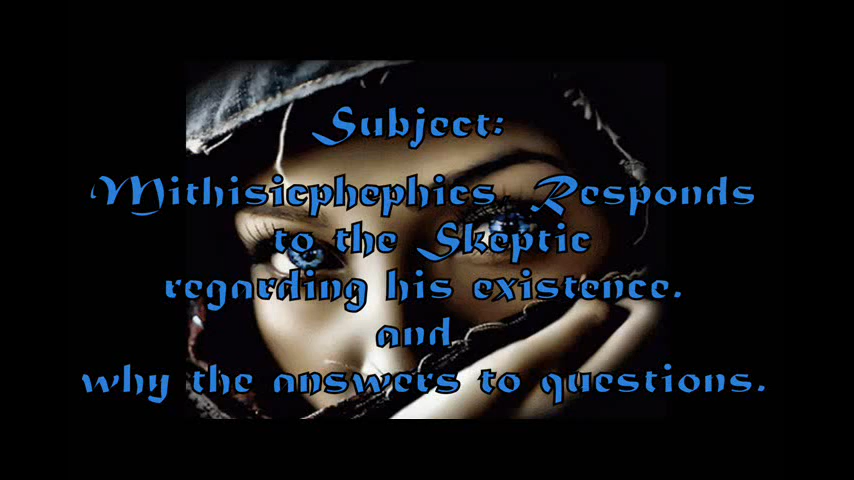 Subject:
Mithisicphephics Responds
to the Skeptic
regarding his existence.
and
why the answers to questions.